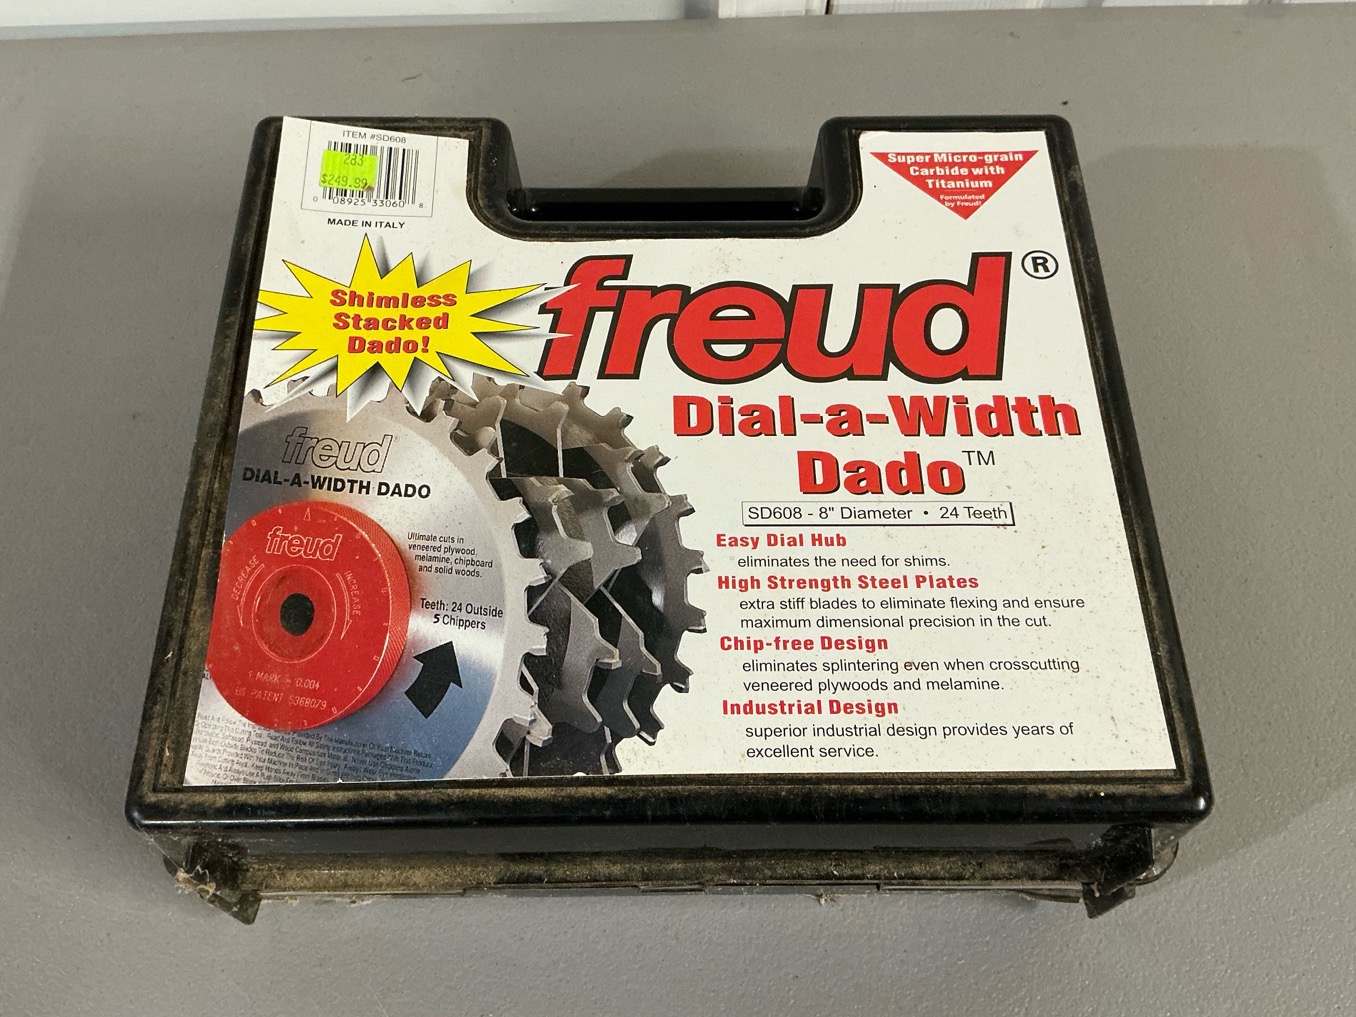 ITEM #SD608
283
$249.99
0 08925 33060 8
MADE IN ITALY
Super Micro-grain
Carbide with
Titanium
Formulated
by Freud!
Shimless
Stacked
Dado!
freud®
Dial-a-Width
Dado™
SD608 - 8" Diameter • 24 Teeth
Easy Dial Hub
eliminates the need for shims.
High Strength Steel Plates
extra stiff blades to eliminate flexing and ensure
maximum dimensional precision in the cut.
Chip-free Design
eliminates splintering even when crosscutting
veneered plywoods and melamine.
Industrial Design
superior industrial design provides years of
excellent service.
freud®
DIAL-A-WIDTH DADO
Ultimate cuts in
veneered plywood,
melamine, chipboard
and solid woods.
Teeth: 24 Outside
5 Chippers
freud
DECREASE
INCREASE
1 MARK = 0.004
US PATENT 5368079